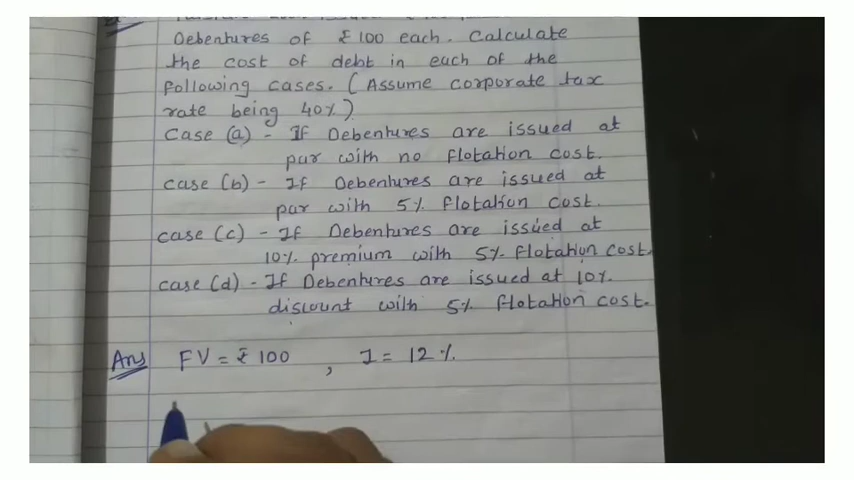 Debentures of ₹ 100 each. Calculate
the cost of debt in each of the
following cases. (Assume corporate tax
rate being 40%)
Case (a) - If Debentures are issued at
par with no flotation cost.
case (b) - If Debentures are issued at
par with 5% flotation cost.
case (c) - If Debentures are issued at
10% premium with 5% flotation cost.
case (d) - If Debentures are issued at 10%
discount with 5% flotation cost.
Ans FV = ₹ 100 , I = 12%